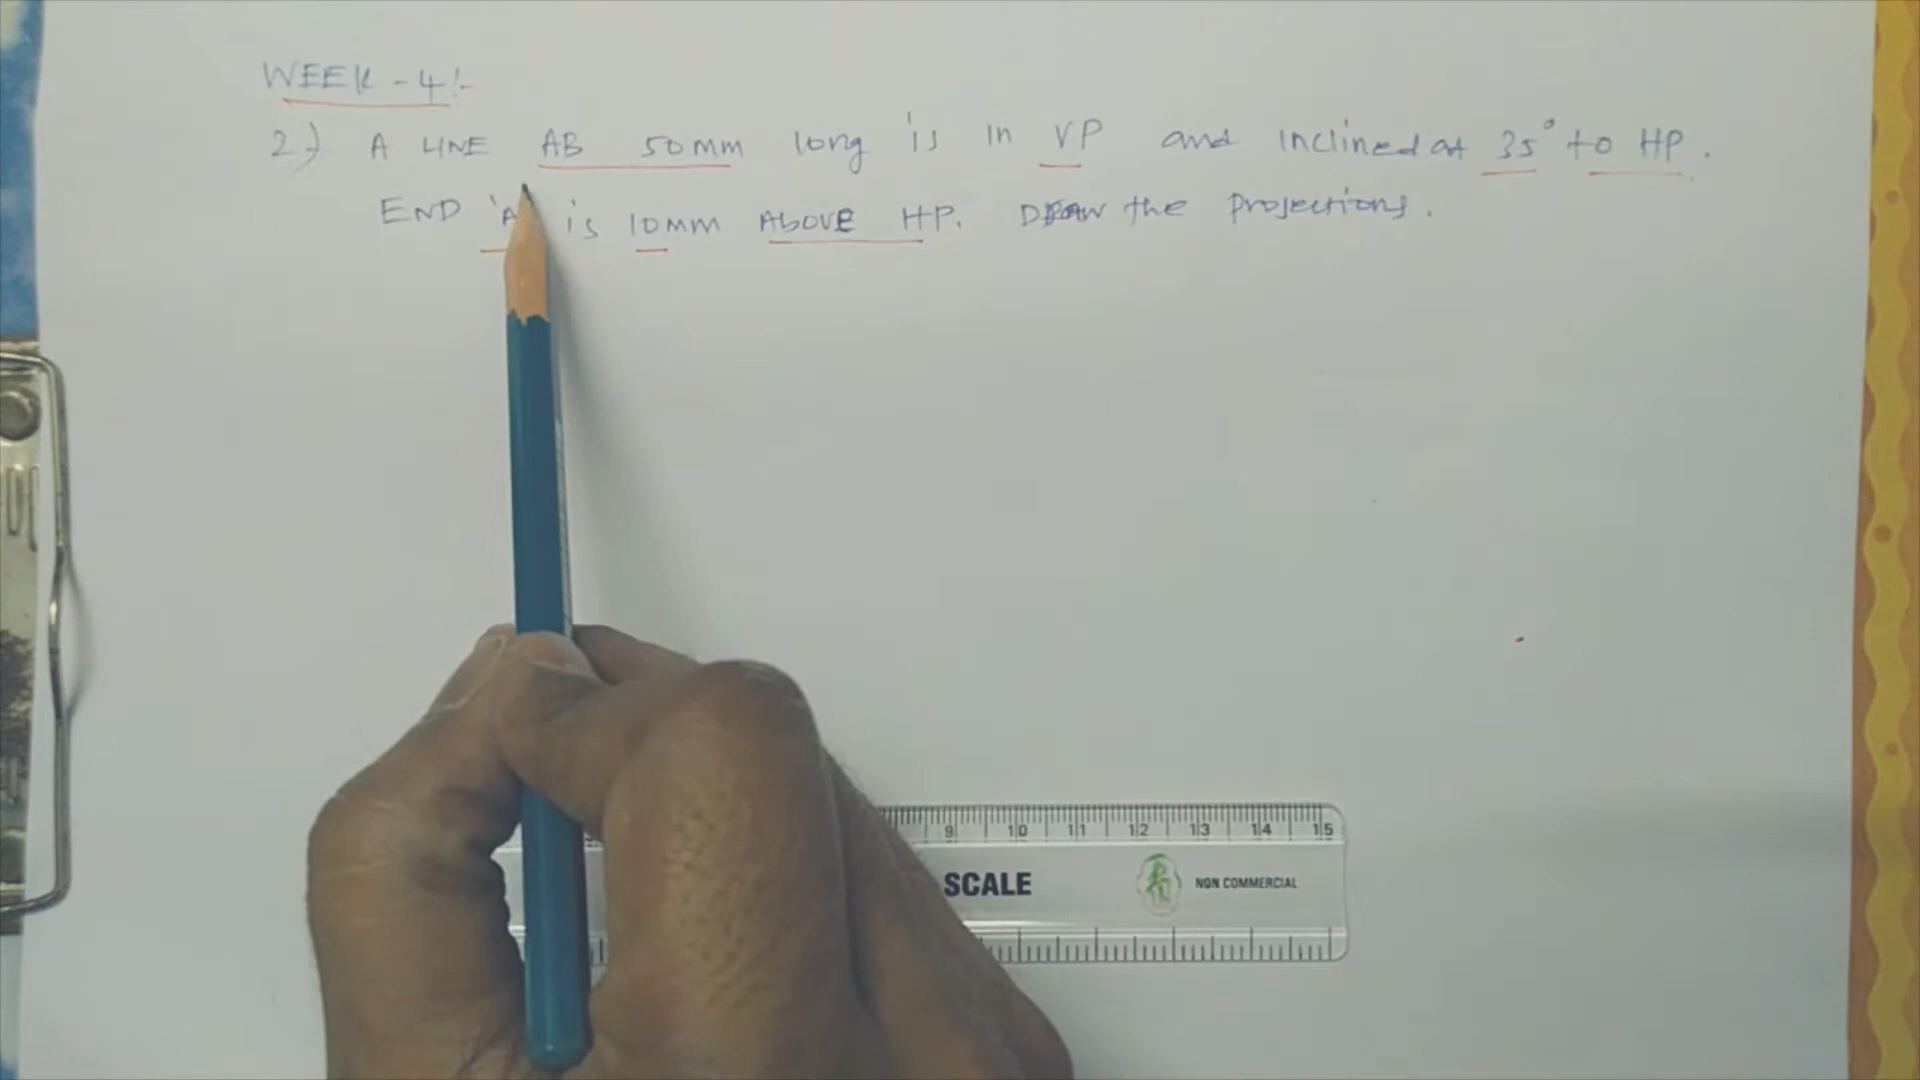 WEEK - 4:-
2) A LINE AB 50mm long is in VP and inclined at 35° to HP.
END 'A' is 10mm ABOVE HP. DRAW the projections.
9 10 11 12 13 14 15
SCALE NON COMMERCIAL